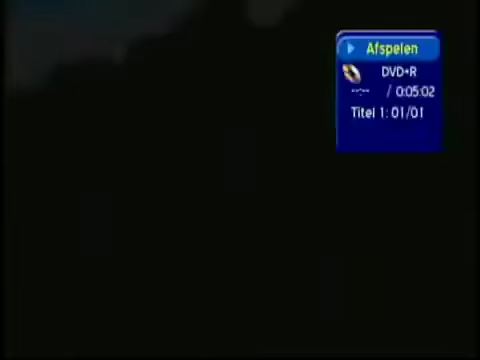 Afspelen
DVD+R
--:-- / 0:05:02
Titel 1: 01/01